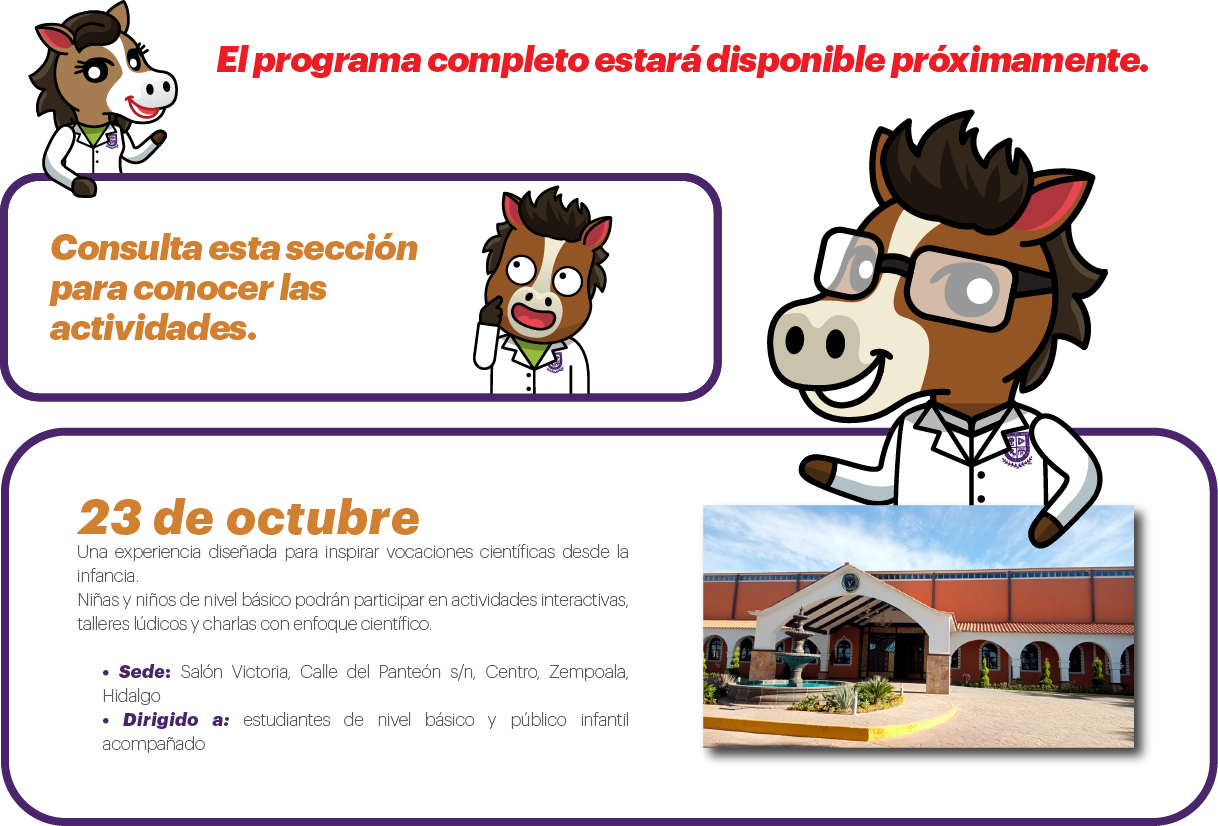 El programa completo estará disponible próximamente.
Consulta esta sección
para conocer las
actividades.
23 de octubre
Una experiencia diseñada para inspirar vocaciones científicas desde la
infancia.
Niñas y niños de nivel básico podrán participar en actividades interactivas,
talleres lúdicos y charlas con enfoque científico.
• Sede: Salón Victoria, Calle del Panteón s/n, Centro, Zempoala,
Hidalgo
• Dirigido a: estudiantes de nivel básico y público infantil
acompañado